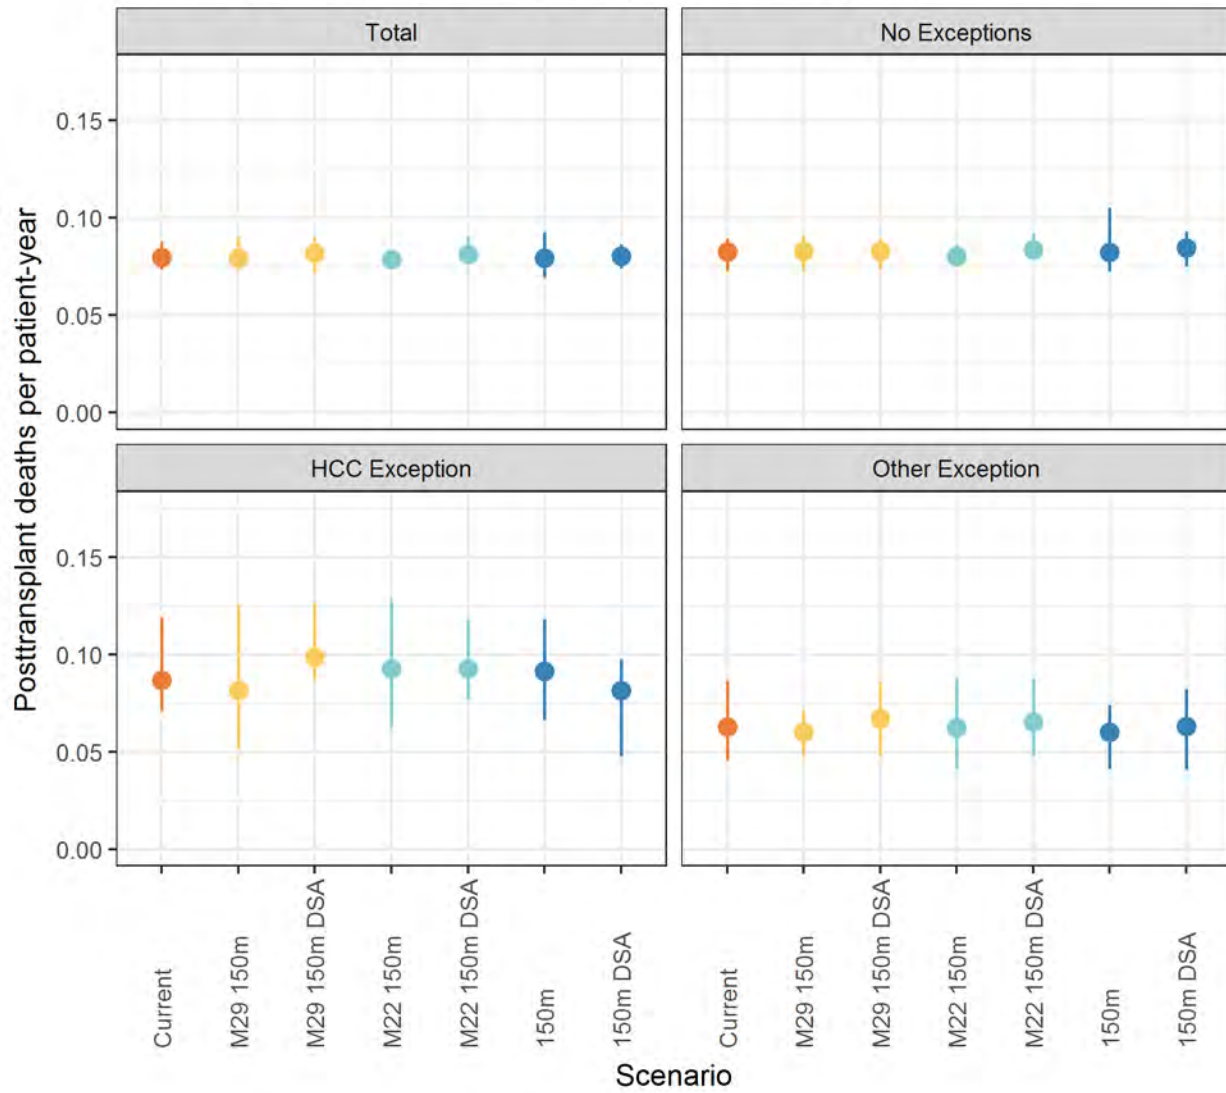 Total
No Exceptions
0.15
0.10
0.05
0.00
HCC Exception
Other Exception
0.15
0.10
0.05
0.00
Posttransplant deaths per patient-year
Current
M29 150m
M29 150m DSA
M22 150m
M22 150m DSA
150m
150m DSA
Current
M29 150m
M29 150m DSA
M22 150m
M22 150m DSA
150m
150m DSA
Scenario